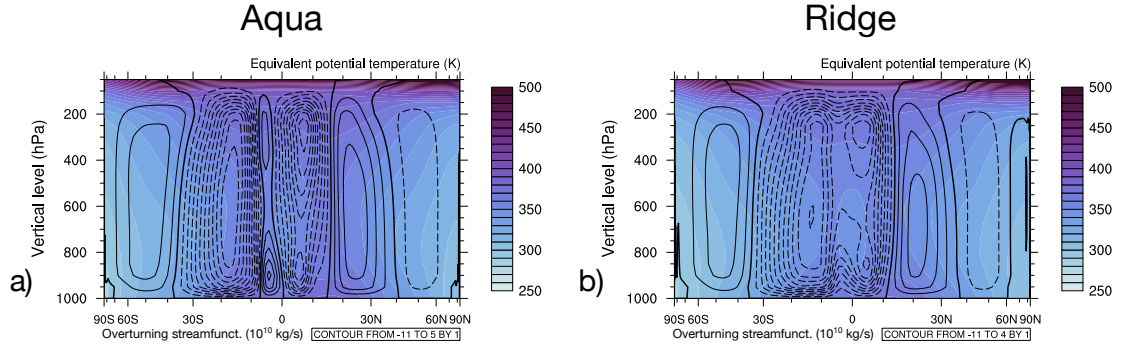 Aqua
Ridge
Equivalent potential temperature (K)
Equivalent potential temperature (K)
Vertical level (hPa)
200
400
600
800
1000
90S 60S 30S 0 30N 60N 90N
500
450
400
350
300
250
a)
Overturning streamfunct. (10¹⁰ kg/s) CONTOUR FROM -11 TO 5 BY 1
Vertical level (hPa)
200
400
600
800
1000
90S 60S 30S 0 30N 60N 90N
500
450
400
350
300
250
b)
Overturning streamfunct. (10¹⁰ kg/s) CONTOUR FROM -11 TO 4 BY 1